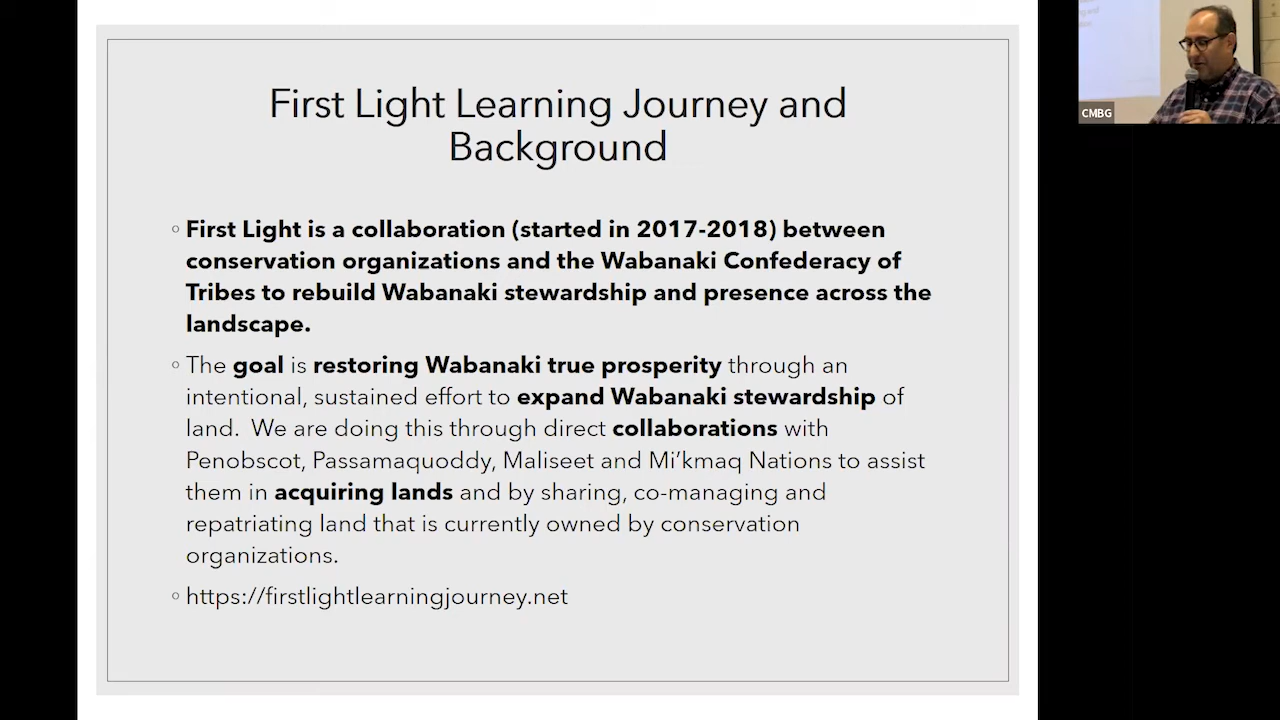 First Light Learning Journey and
Background
First Light is a collaboration (started in 2017-2018) between
conservation organizations and the Wabanaki Confederacy of
Tribes to rebuild Wabanaki stewardship and presence across the
landscape.
The goal is restoring Wabanaki true prosperity through an
intentional, sustained effort to expand Wabanaki stewardship of
land. We are doing this through direct collaborations with
Penobscot, Passamaquoddy, Maliseet and Mi’kmaq Nations to assist
them in acquiring lands and by sharing, co-managing and
repatriating land that is currently owned by conservation
organizations.
https://firstlightlearningjourney.net
CMBG